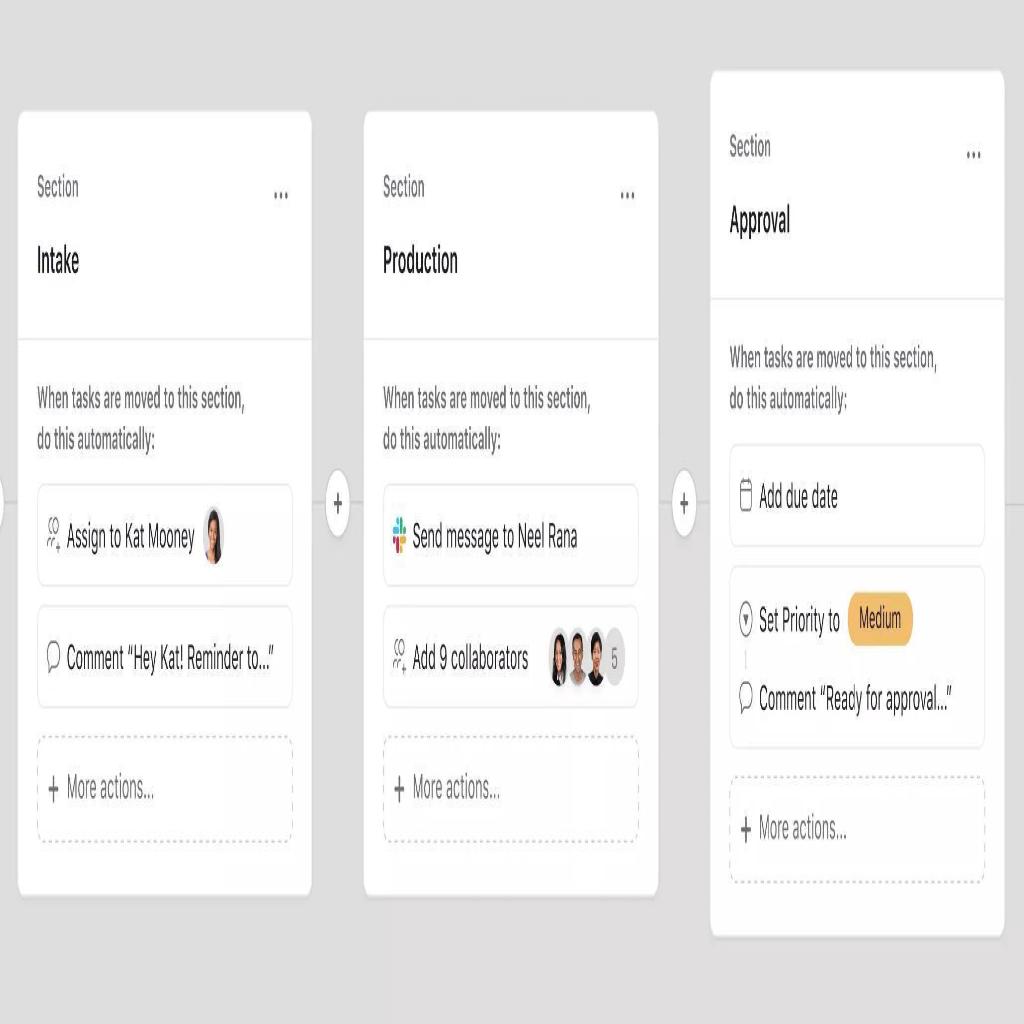 Section
...
Intake
When tasks are moved to this section,
do this automatically:
Assign to Kat Mooney
Comment “Hey Kat! Reminder to...”
+ More actions...
+
Section
...
Production
When tasks are moved to this section,
do this automatically:
Send message to Neel Rana
Add 9 collaborators 5
+ More actions...
+
Section
...
Approval
When tasks are moved to this section,
do this automatically:
Add due date
Set Priority to Medium
Comment “Ready for approval...”
+ More actions...